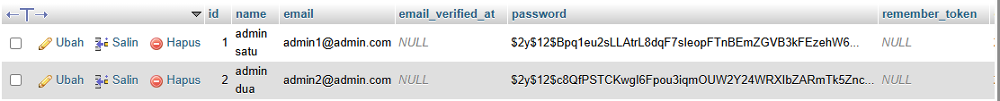 id name email email_verified_at password remember_token
Ubah Salin Hapus 1 admin satu admin1@admin.com NULL $2y$12$Bpq1eu2sLLAtrL8dqF7sleopFTnBEmZGVB3kFEzehW6... NULL
Ubah Salin Hapus 2 admin dua admin2@admin.com NULL $2y$12$c8QfPSTCKwgI6Fpou3iqmOUW2Y24WRXlbZARmTk5Znc... NULL